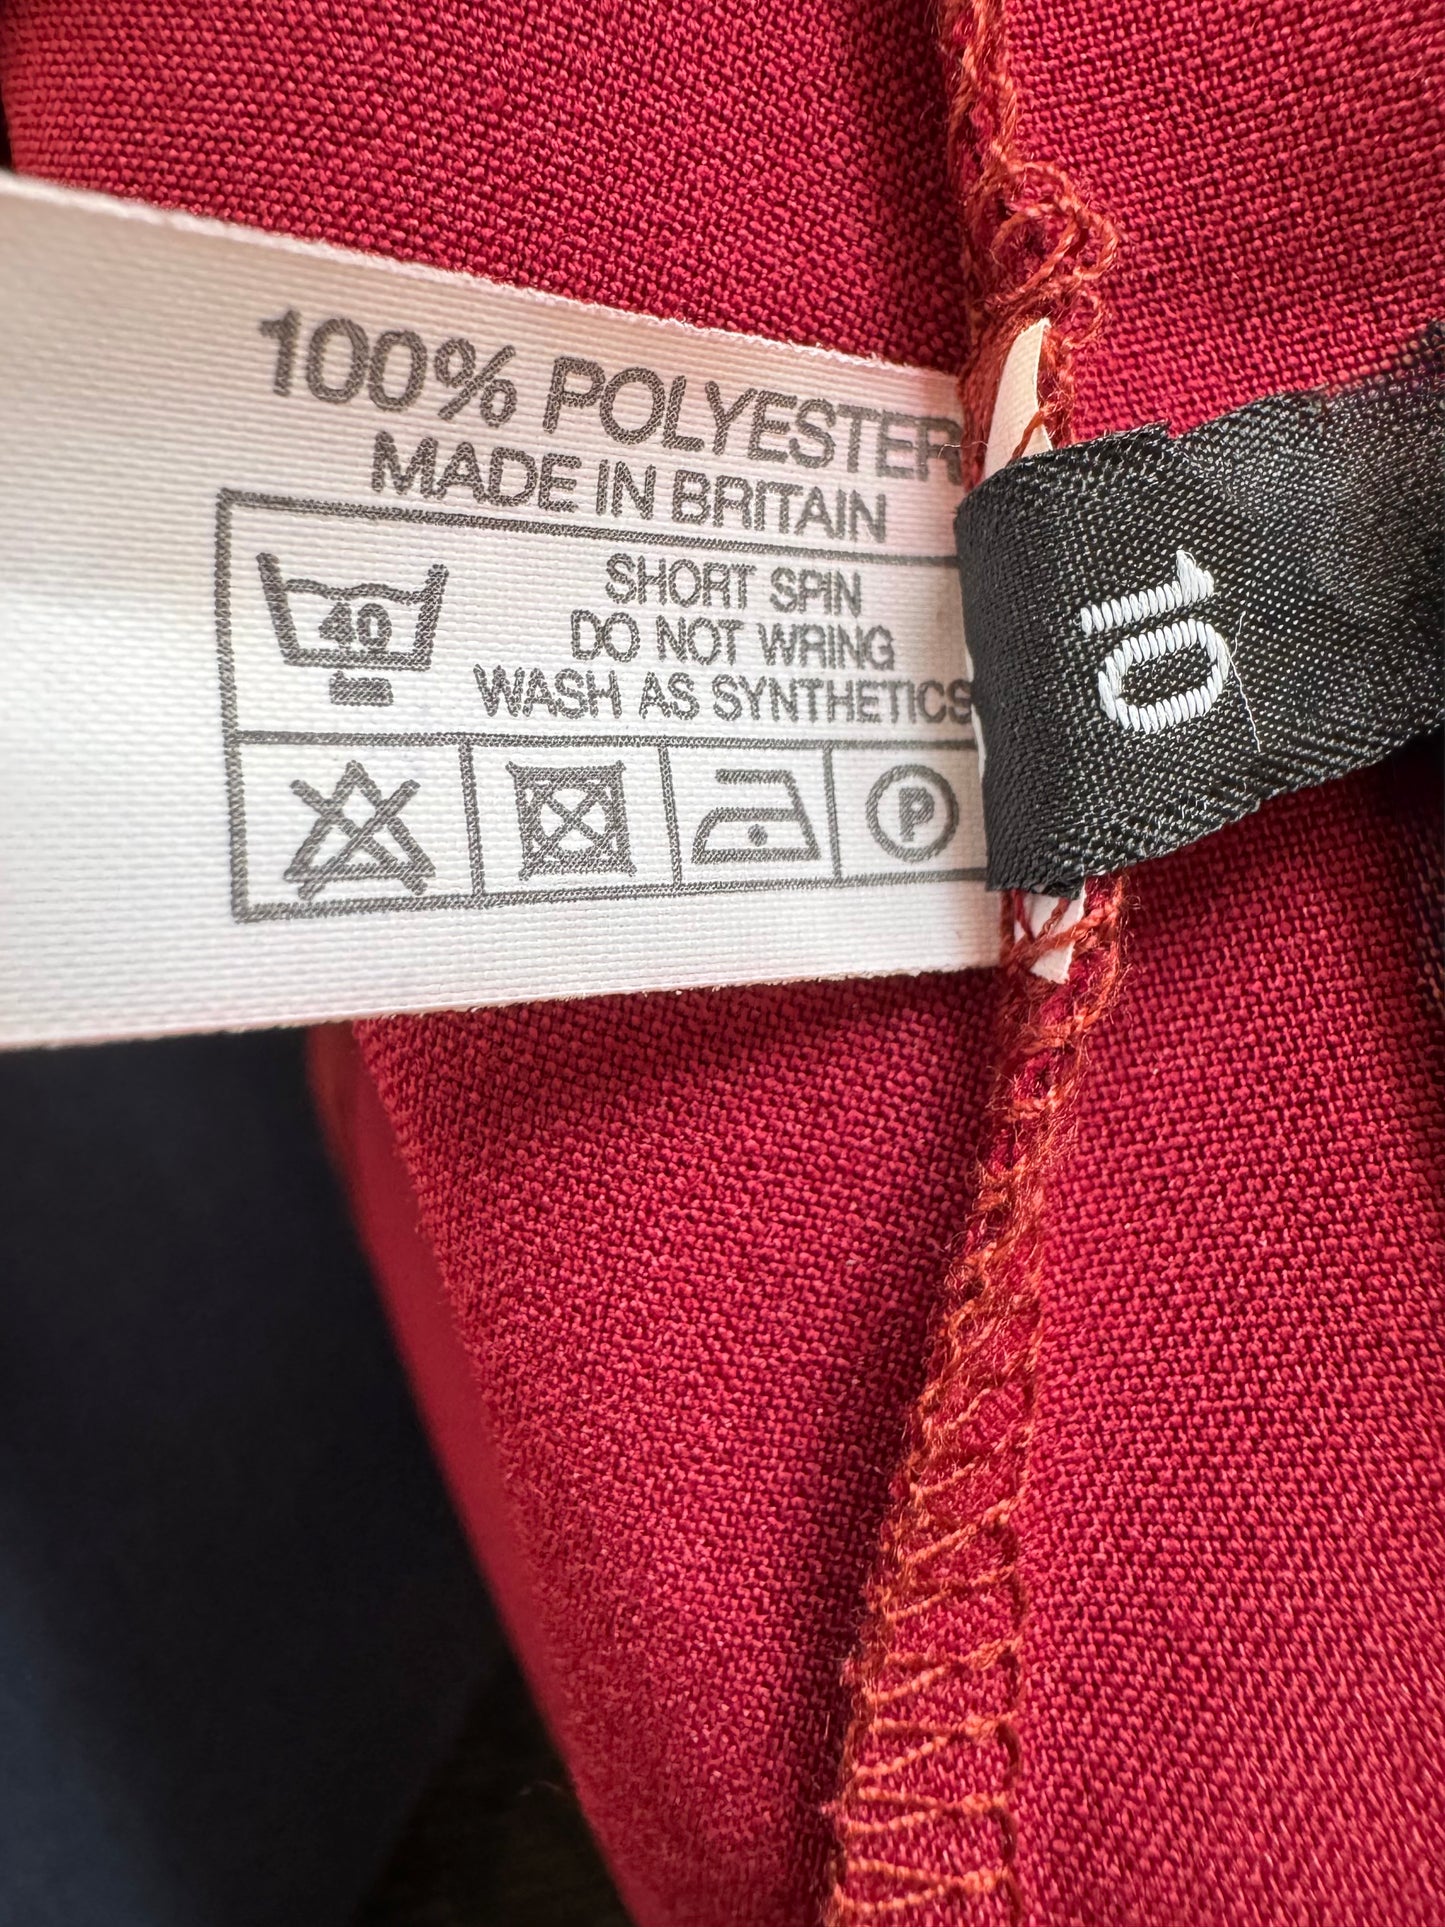 100% POLYESTER
MADE IN BRITAIN
40
SHORT SPIN
DO NOT WRING
WASH AS SYNTHETICS
P
10